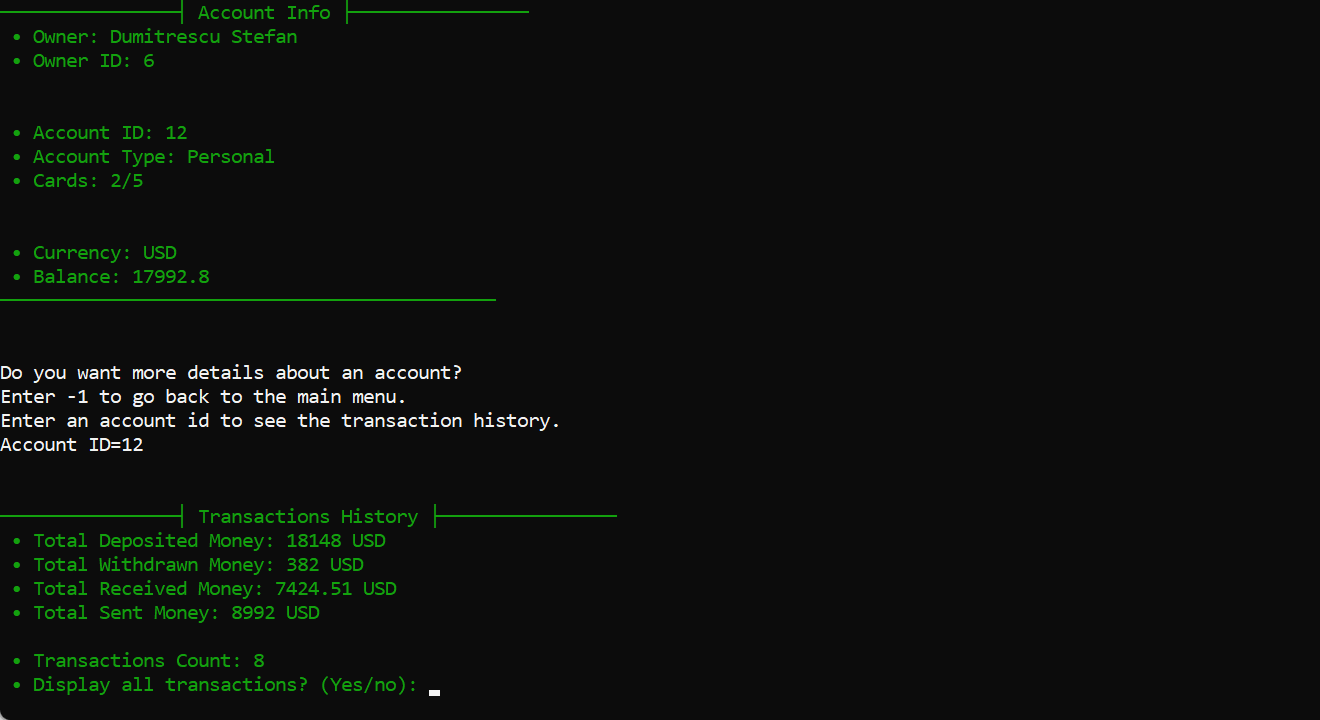 Account Info
• Owner: Dumitrescu Stefan
• Owner ID: 6
• Account ID: 12
• Account Type: Personal
• Cards: 2/5
• Currency: USD
• Balance: 17992.8
Do you want more details about an account?
Enter -1 to go back to the main menu.
Enter an account id to see the transaction history.
Account ID=12
Transactions History
• Total Deposited Money: 18148 USD
• Total Withdrawn Money: 382 USD
• Total Received Money: 7424.51 USD
• Total Sent Money: 8992 USD
• Transactions Count: 8
• Display all transactions? (Yes/no):